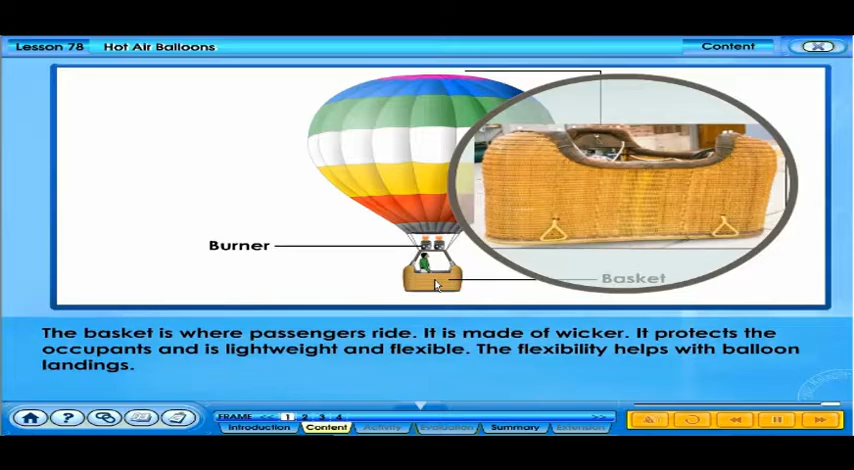 Lesson 78 Hot Air Balloons Content
Burner
Basket
The basket is where passengers ride. It is made of wicker. It protects the
occupants and is lightweight and flexible. The flexibility helps with balloon
landings.
FRAME << 1 2 3 4 >>
Introduction Content Activity Evaluation Summary Extension